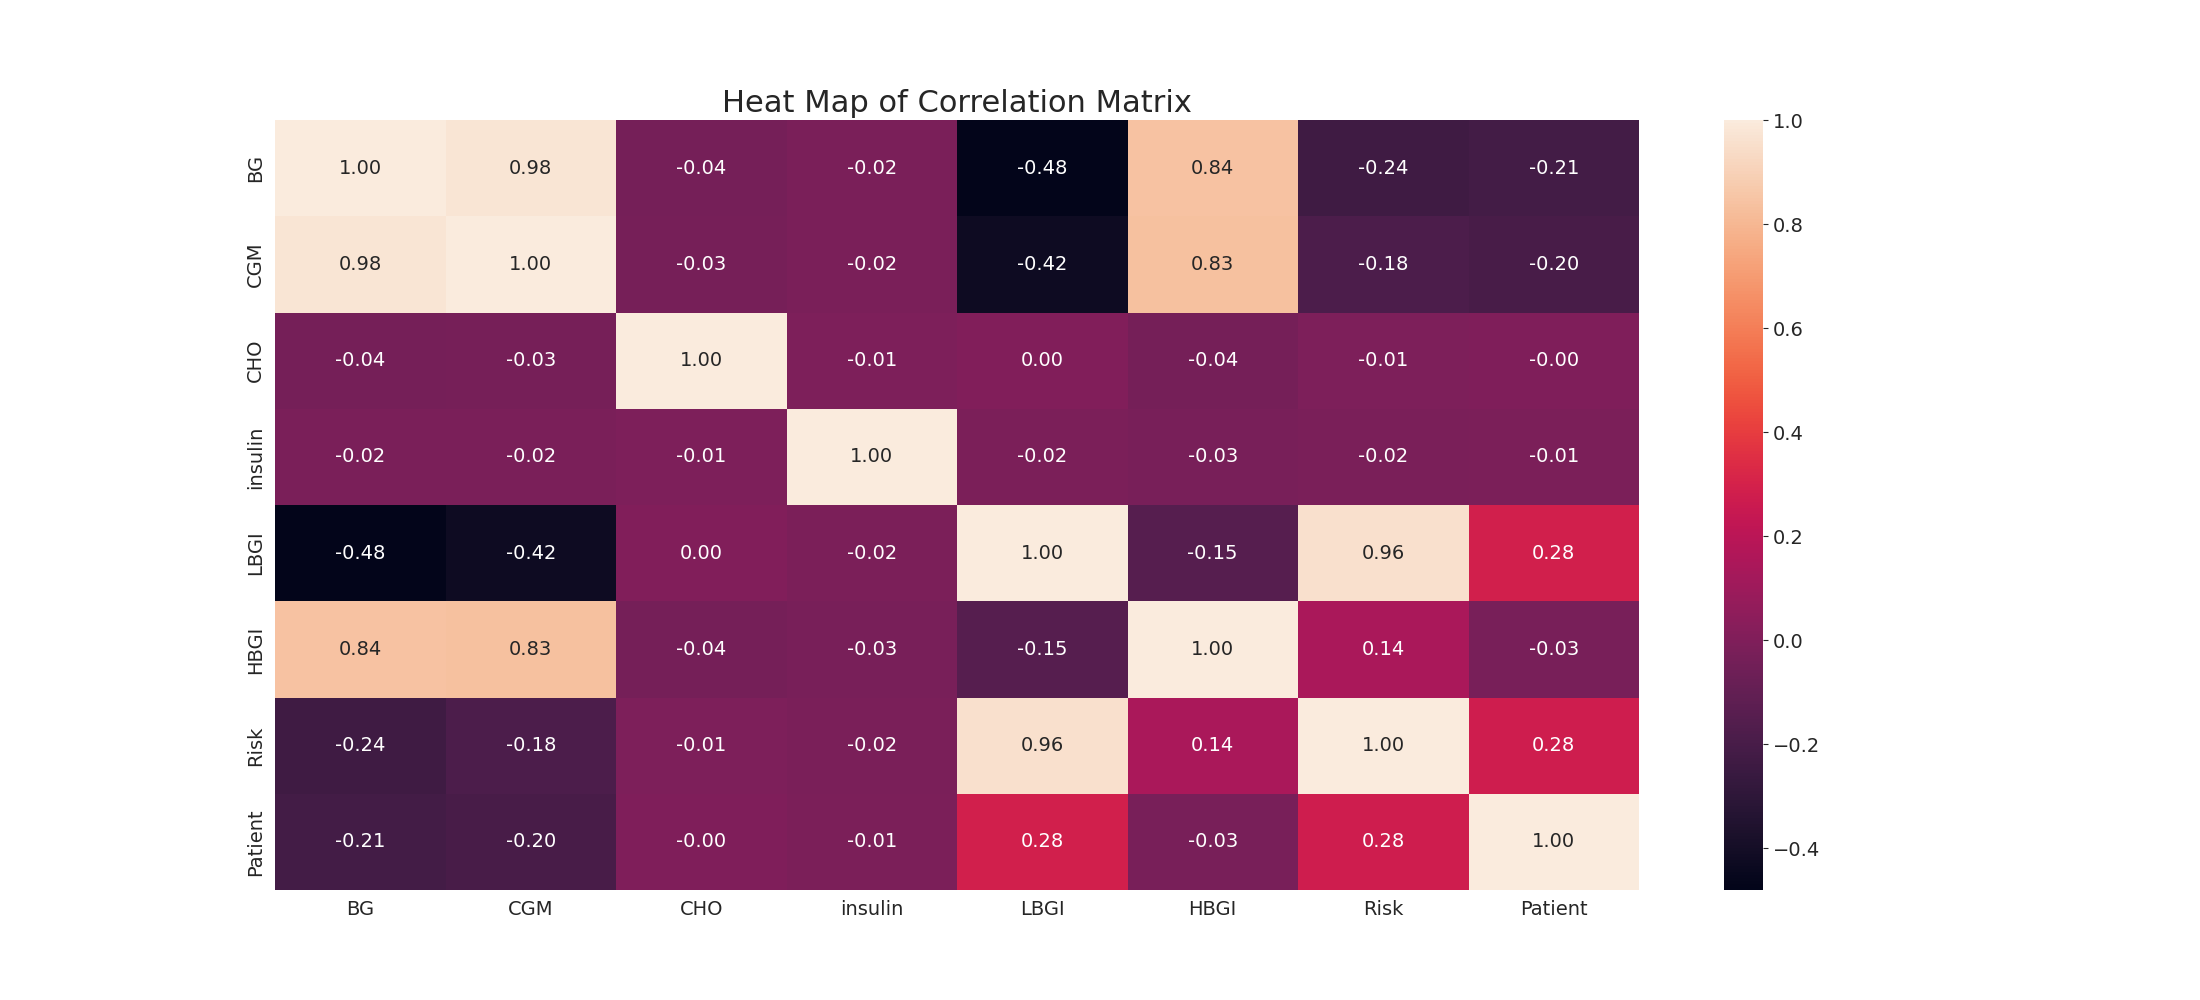 Heat Map of Correlation Matrix
BG 1.00 0.98 -0.04 -0.02 -0.48 0.84 -0.24 -0.21
CGM 0.98 1.00 -0.03 -0.02 -0.42 0.83 -0.18 -0.20
CHO -0.04 -0.03 1.00 -0.01 0.00 -0.04 -0.01 -0.00
insulin -0.02 -0.02 -0.01 1.00 -0.02 -0.03 -0.02 -0.01
LBGI -0.48 -0.42 0.00 -0.02 1.00 -0.15 0.96 0.28
HBGI 0.84 0.83 -0.04 -0.03 -0.15 1.00 0.14 -0.03
Risk -0.24 -0.18 -0.01 -0.02 0.96 0.14 1.00 0.28
Patient -0.21 -0.20 -0.00 -0.01 0.28 -0.03 0.28 1.00
BG CGM CHO insulin LBGI HBGI Risk Patient
1.0
0.8
0.6
0.4
0.2
0.0
−0.2
−0.4